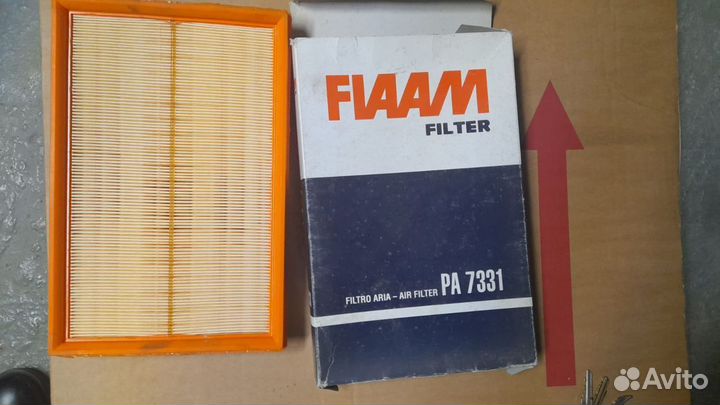 FIAAM
FILTER
FILTRO ARIA – AIR FILTER PA 7331
Avito